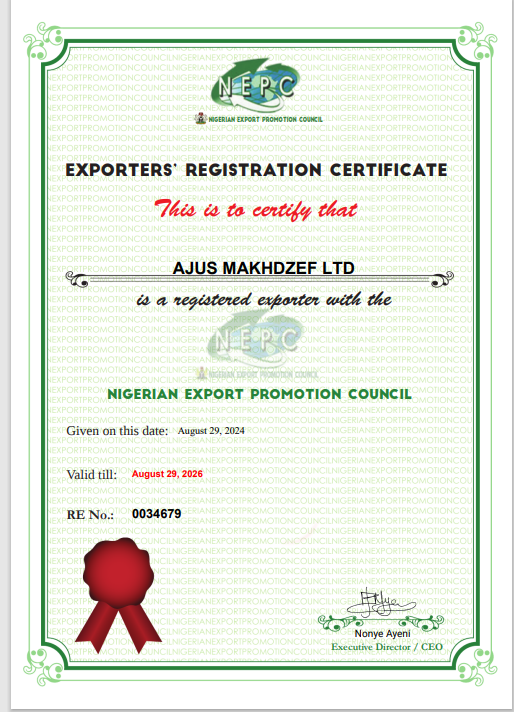 NEPC
NIGERIAN EXPORT PROMOTION COUNCIL
EXPORTERS' REGISTRATION CERTIFICATE
This is to certify that
AJUS MAKHDZEF LTD
is a registered exporter with the
NEPC
NIGERIAN EXPORT PROMOTION COUNCIL
NIGERIAN EXPORT PROMOTION COUNCIL
Given on this date: August 29, 2024
Valid till: August 29, 2026
RE No.: 0034679
Nonye Ayeni
Executive Director / CEO